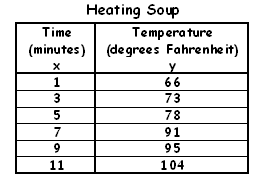 Heating Soup
Time Temperature
(minutes) (degrees Fahrenheit)
x y
1 66
3 73
5 78
7 91
9 95
11 104